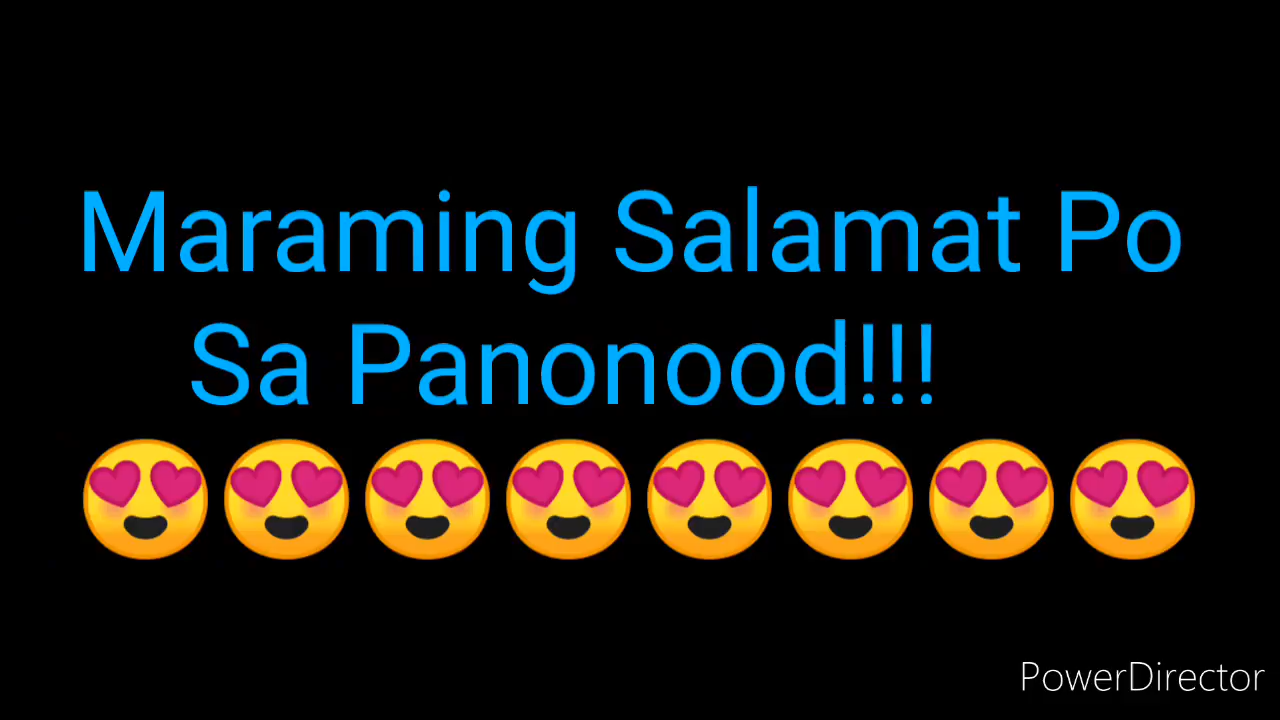 Maraming Salamat Po
Sa Panonood!!!
😍😍😍😍😍😍😍😍
PowerDirector